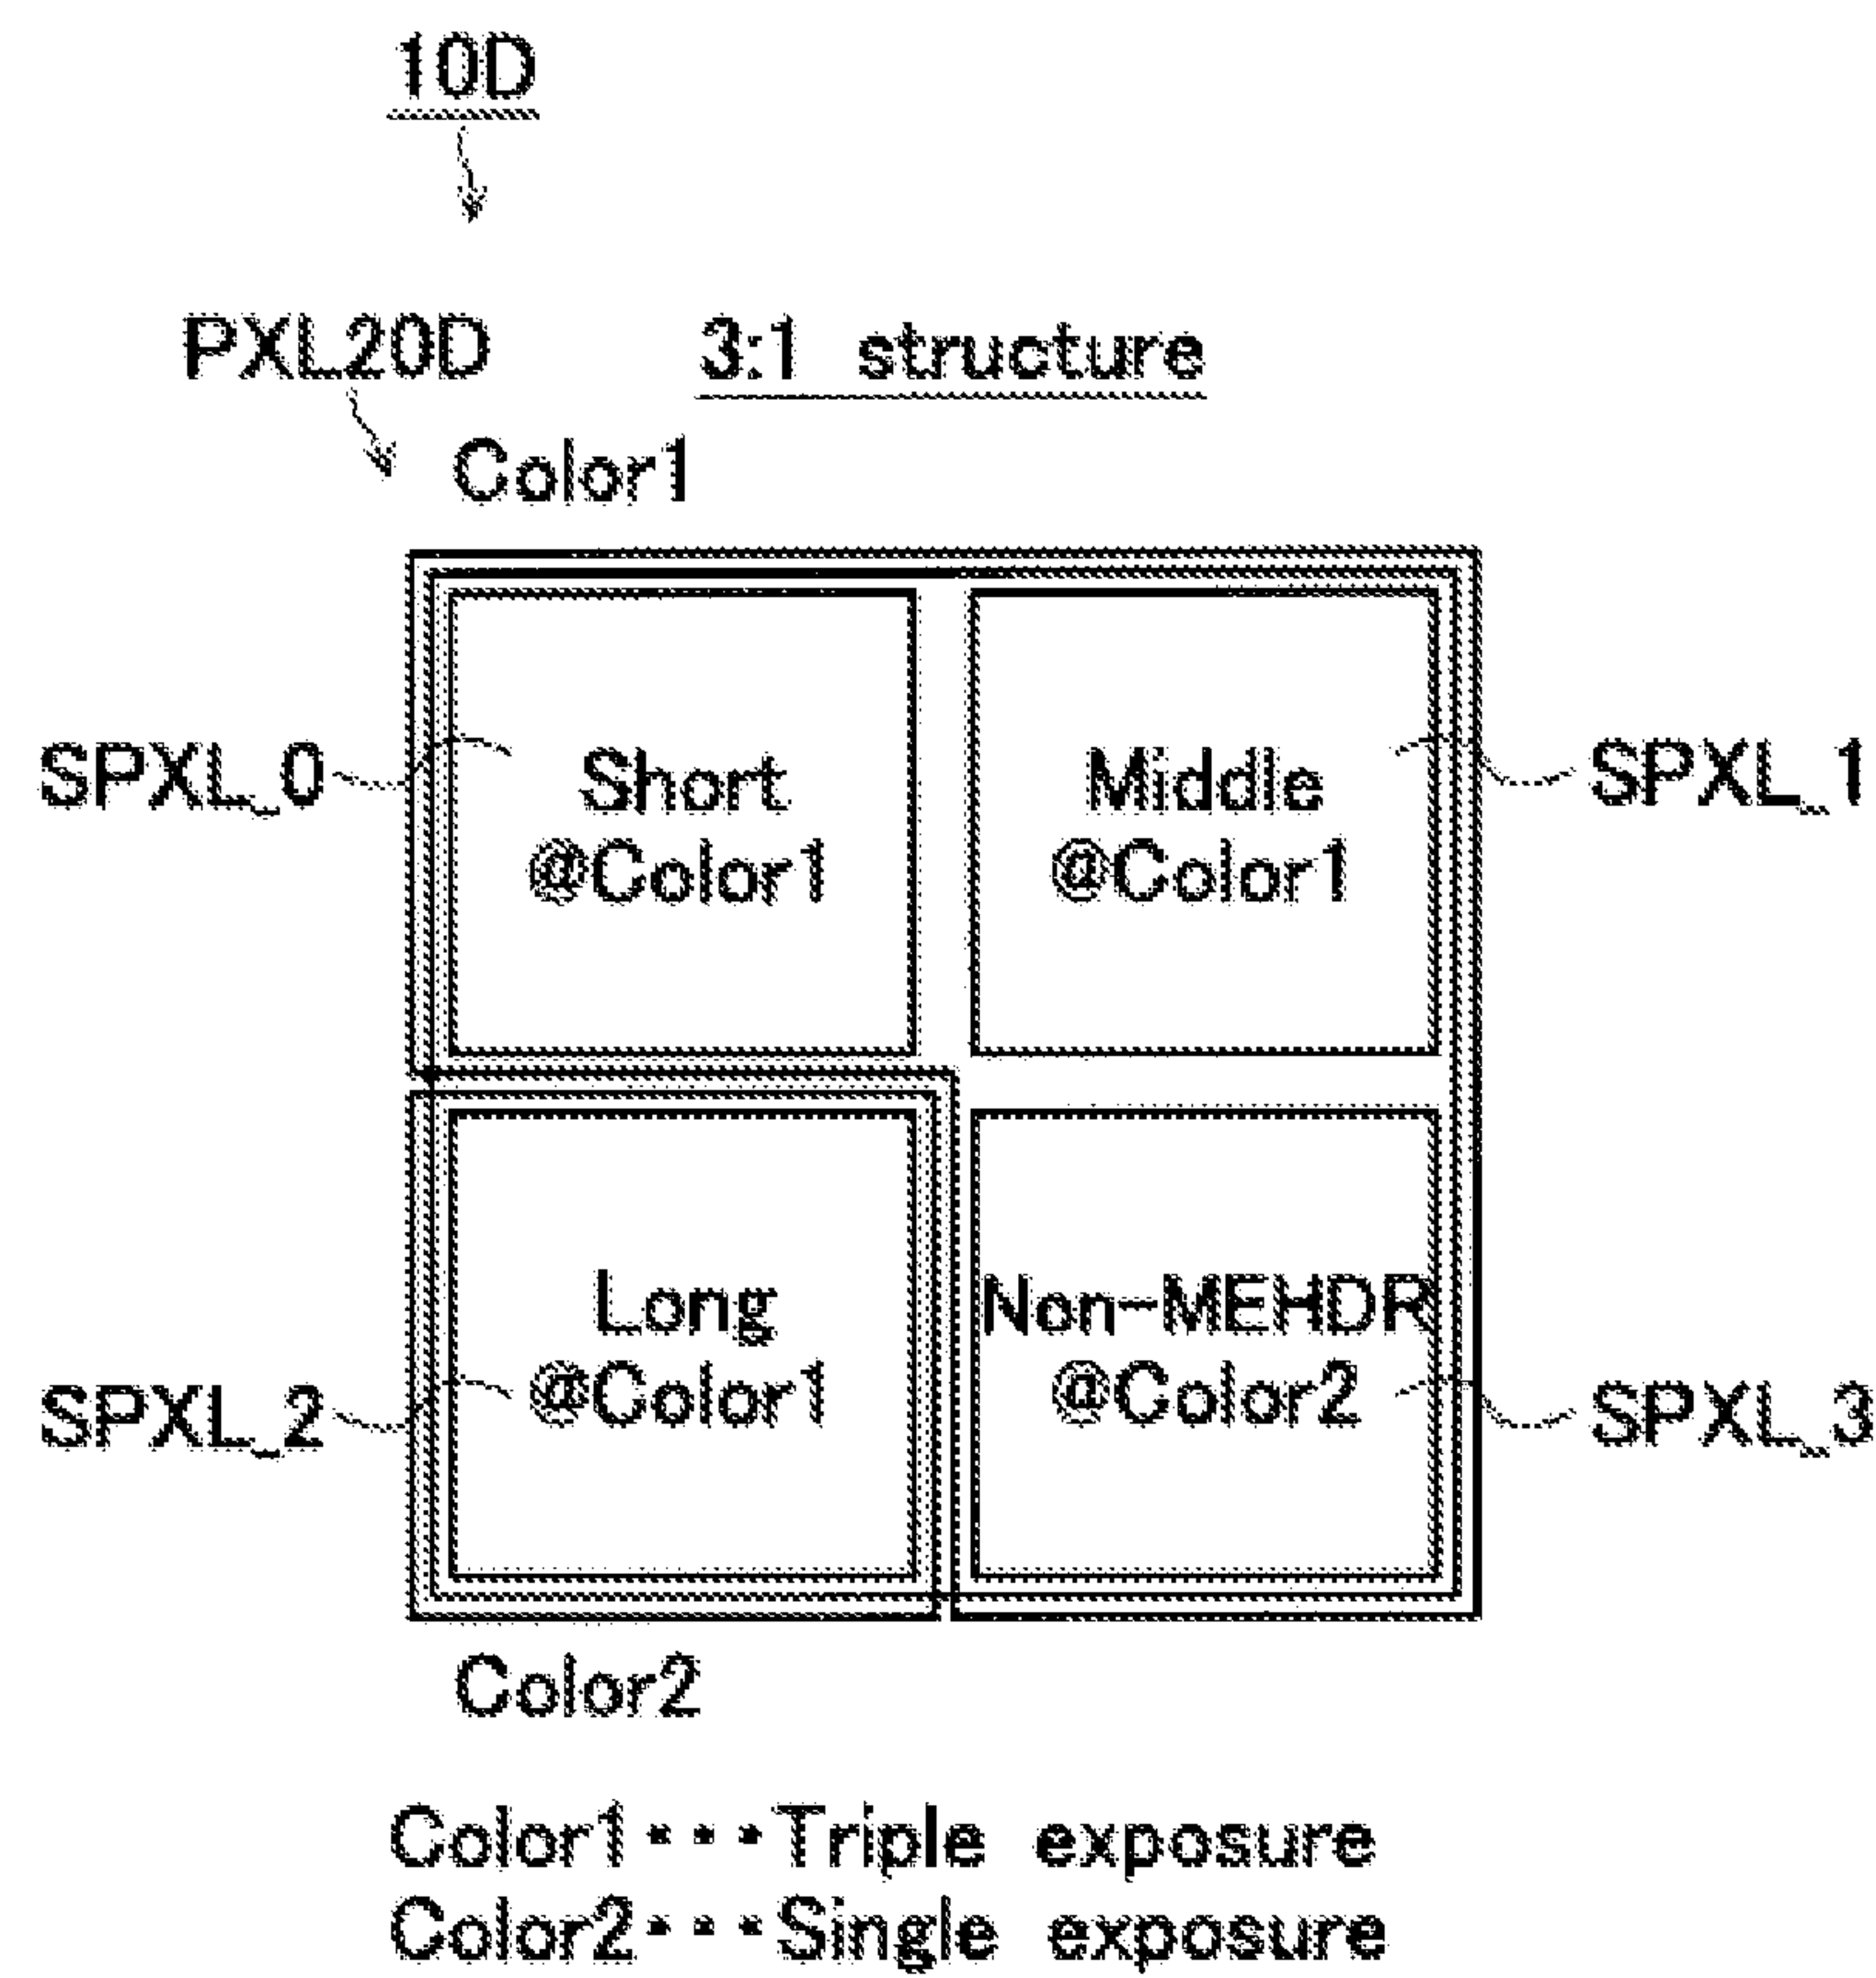 10D
PXL20D
3:1 structure
Color1
SPXL_0
Short
@Color1
Middle
@Color1
SPXL_1
SPXL_2
Long
@Color1
Non-MEHDR
@Color2
SPXL_3
Color2
Color1･･･Triple exposure
Color2･･･Single exposure